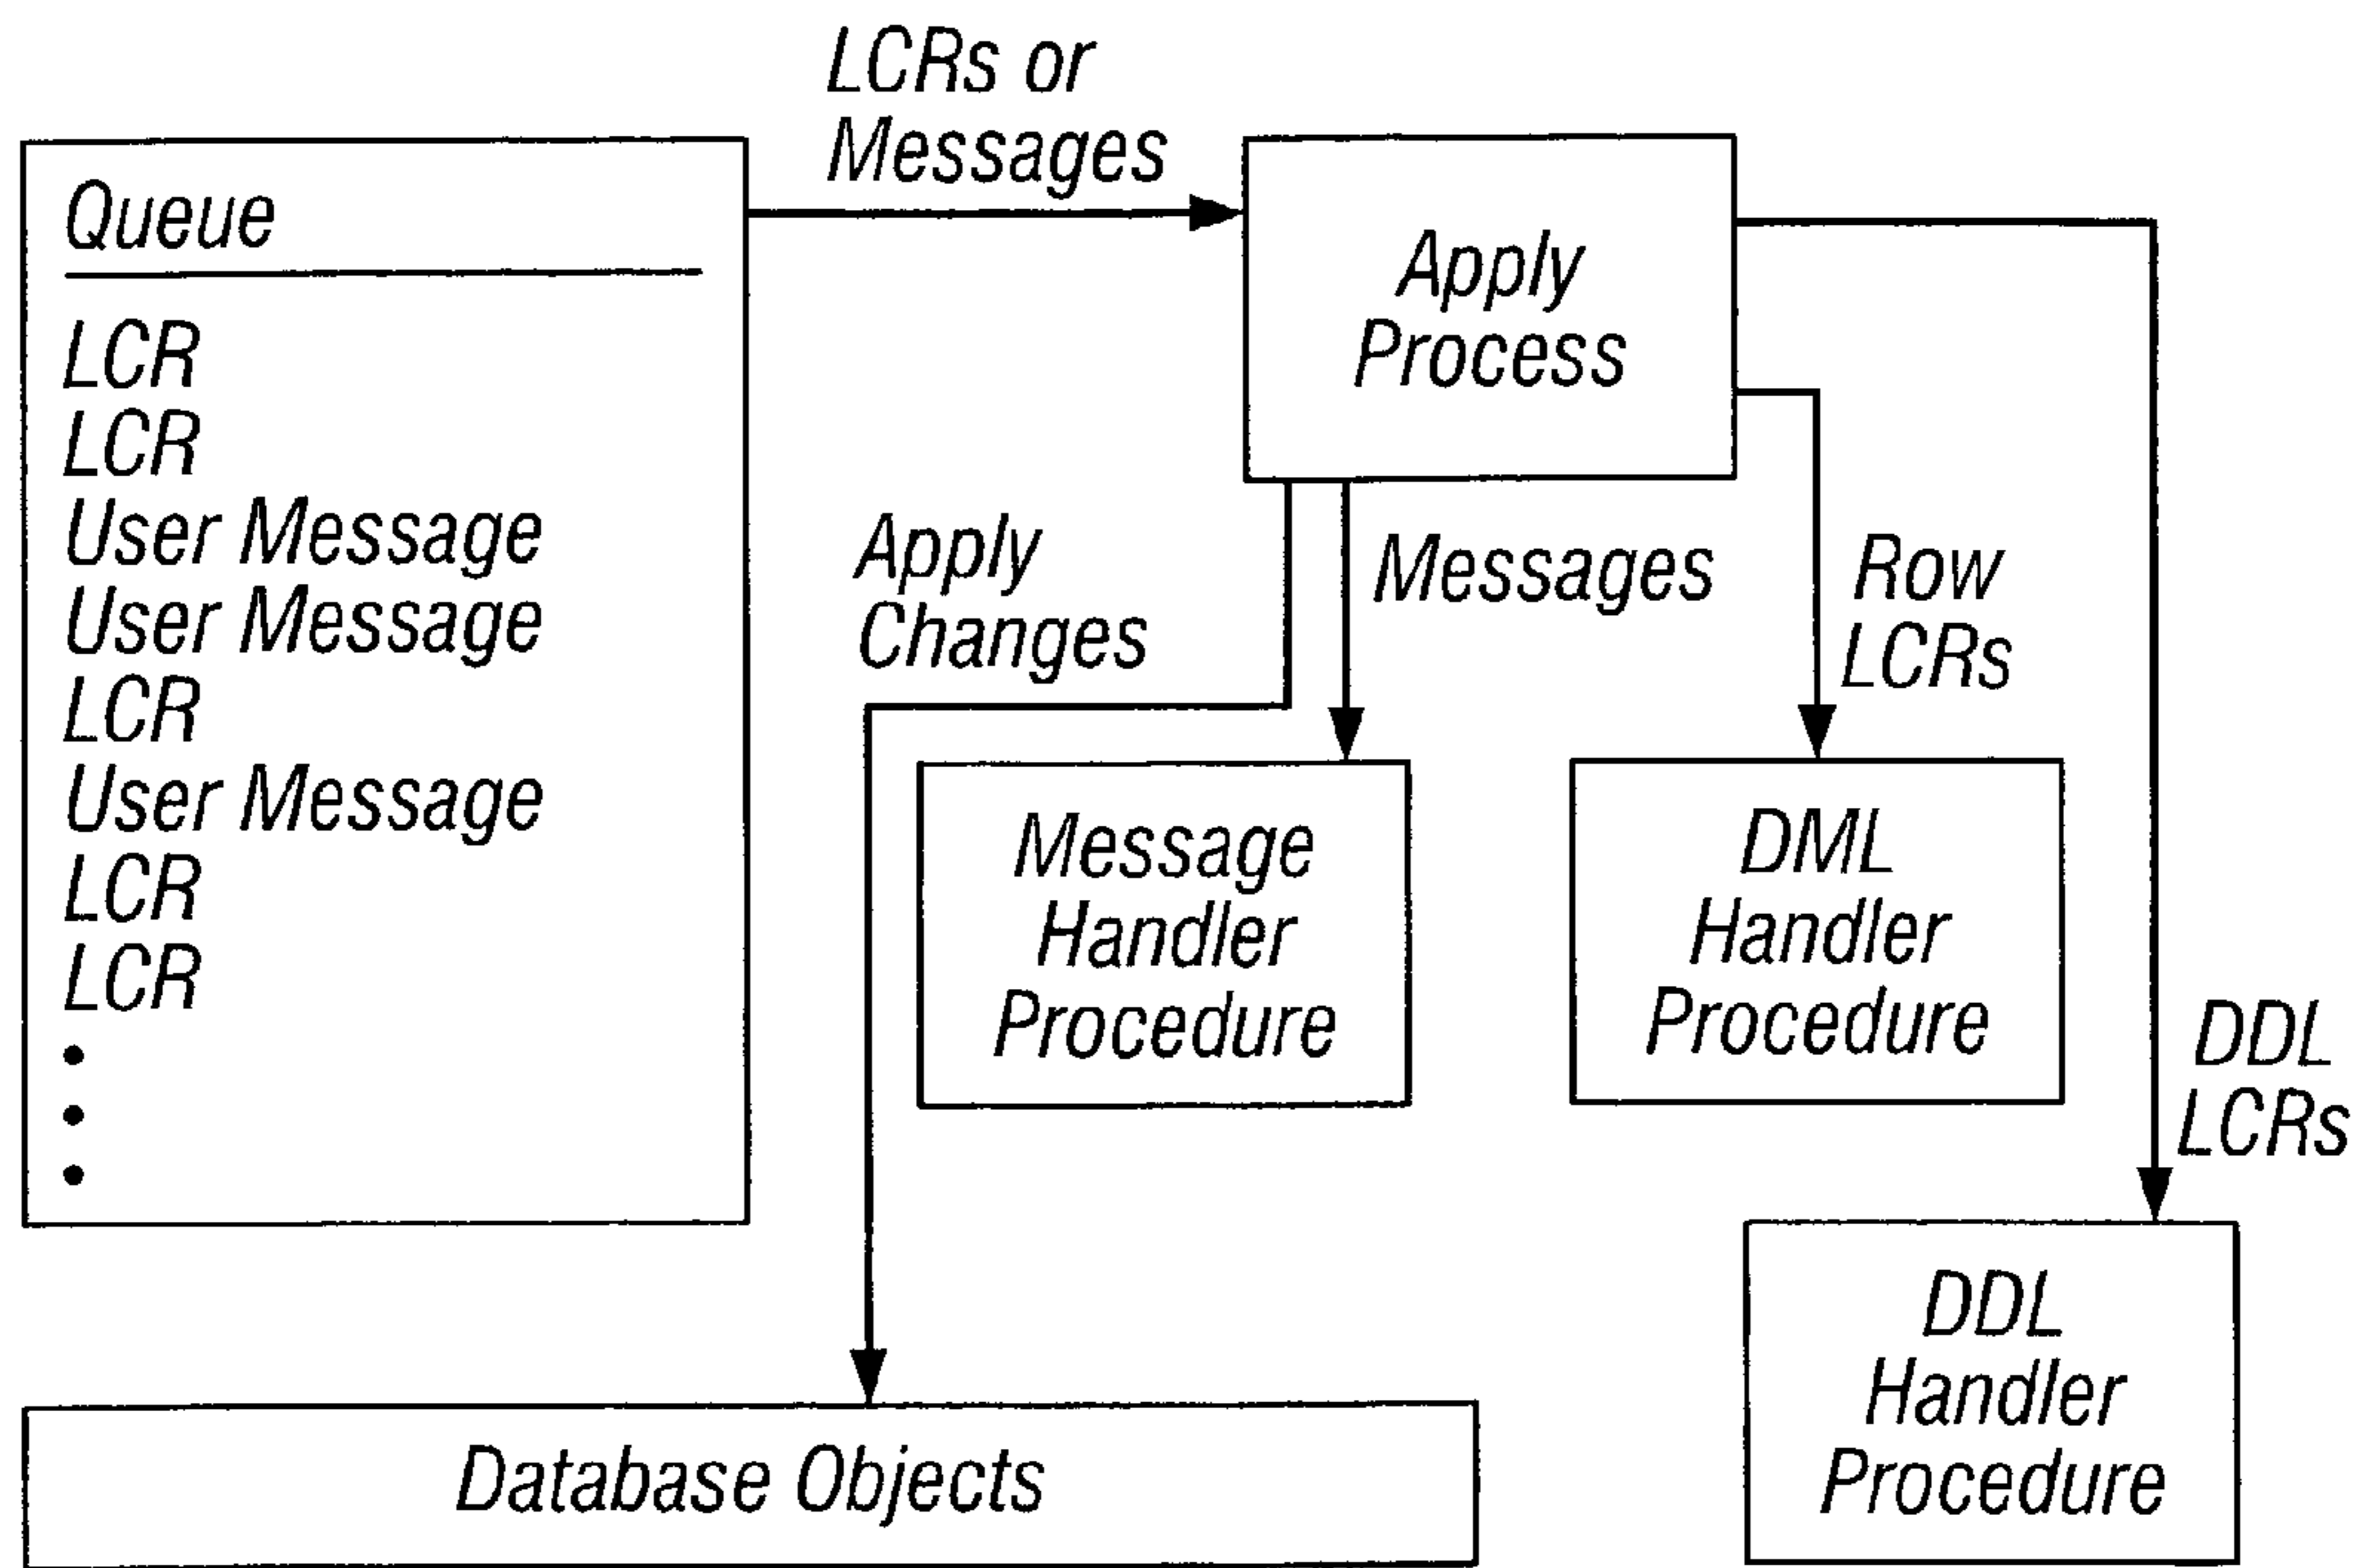 LCRs or
Messages
Queue
LCR
LCR
User Message
User Message
LCR
User Message
LCR
LCR
Apply
Process
Apply
Changes
Messages
Row
LCRs
DDL
LCRs
Message
Handler
Procedure
DML
Handler
Procedure
DDL
Handler
Procedure
Database Objects